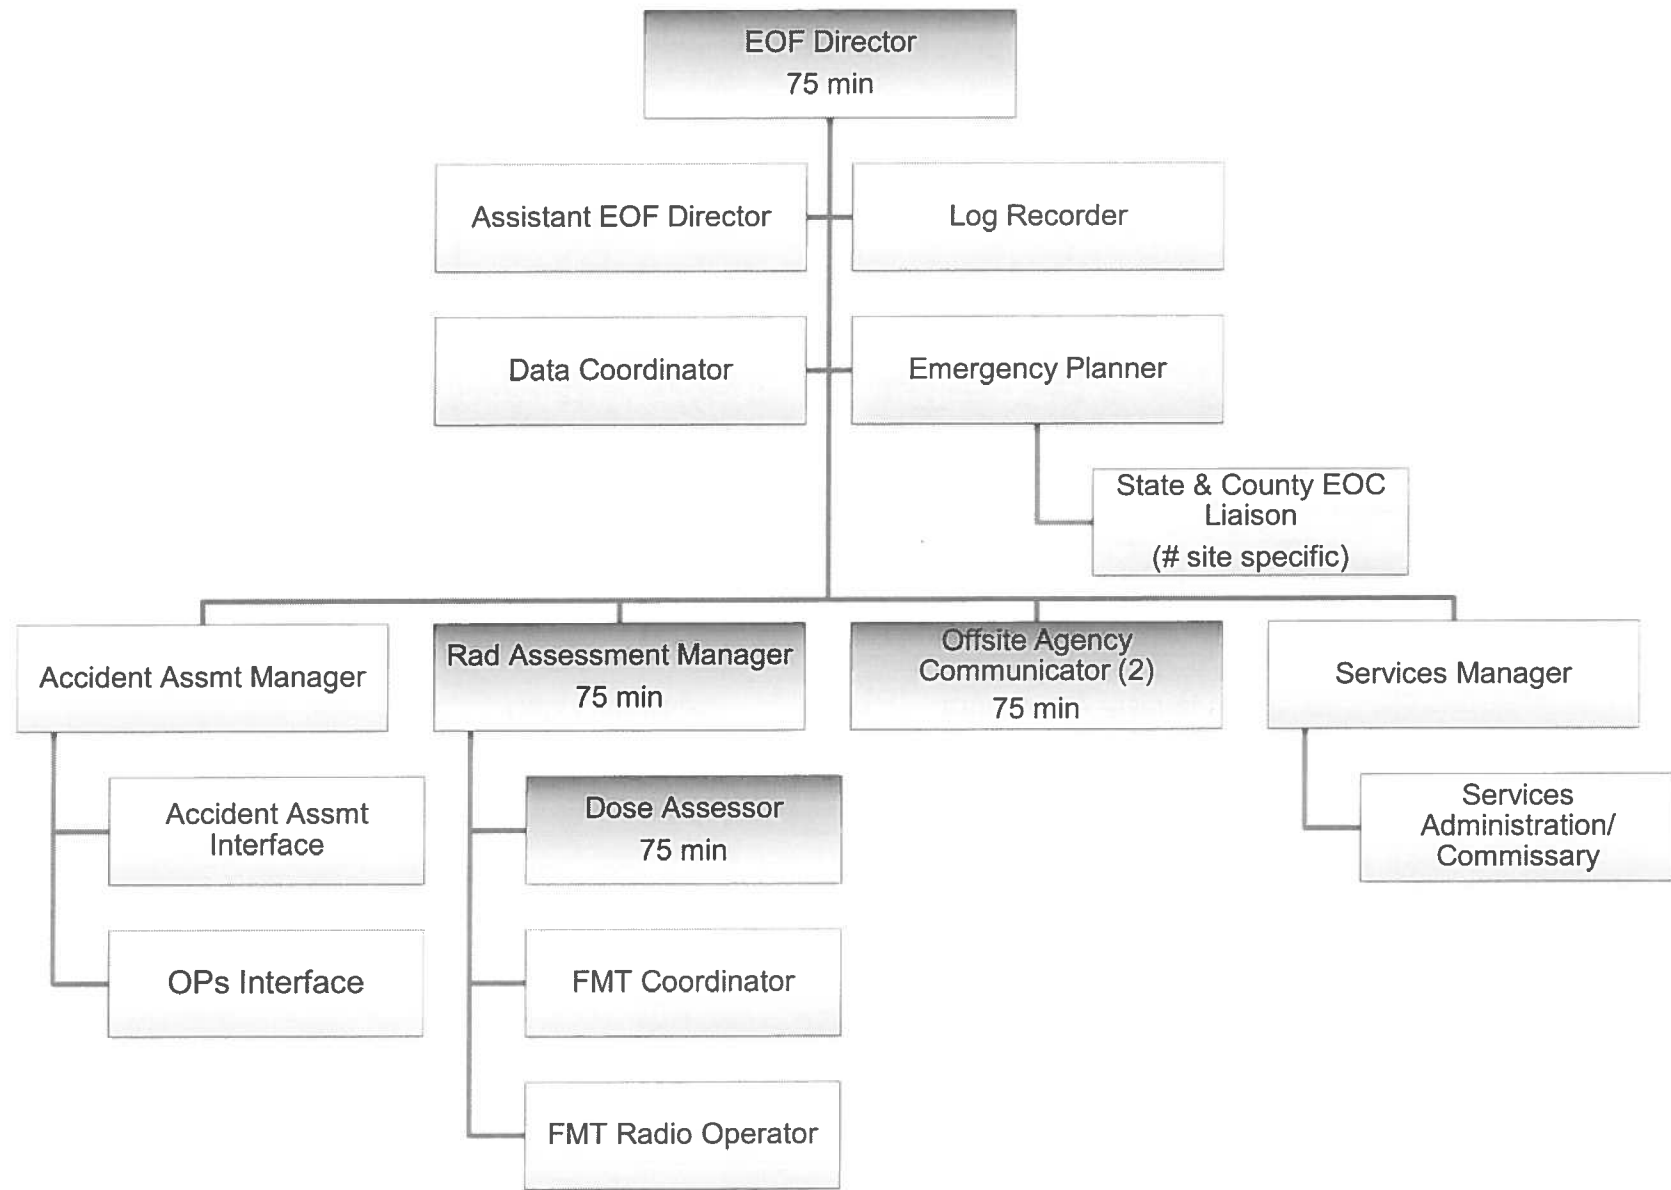 EOF Director
75 min
Assistant EOF Director
Log Recorder
Data Coordinator
Emergency Planner
State & County EOC
Liaison
(# site specific)
Accident Assmt Manager
Rad Assessment Manager
75 min
Offsite Agency
Communicator (2)
75 min
Services Manager
Accident Assmt
Interface
Dose Assessor
75 min
Services
Administration/
Commissary
OPs Interface
FMT Coordinator
FMT Radio Operator